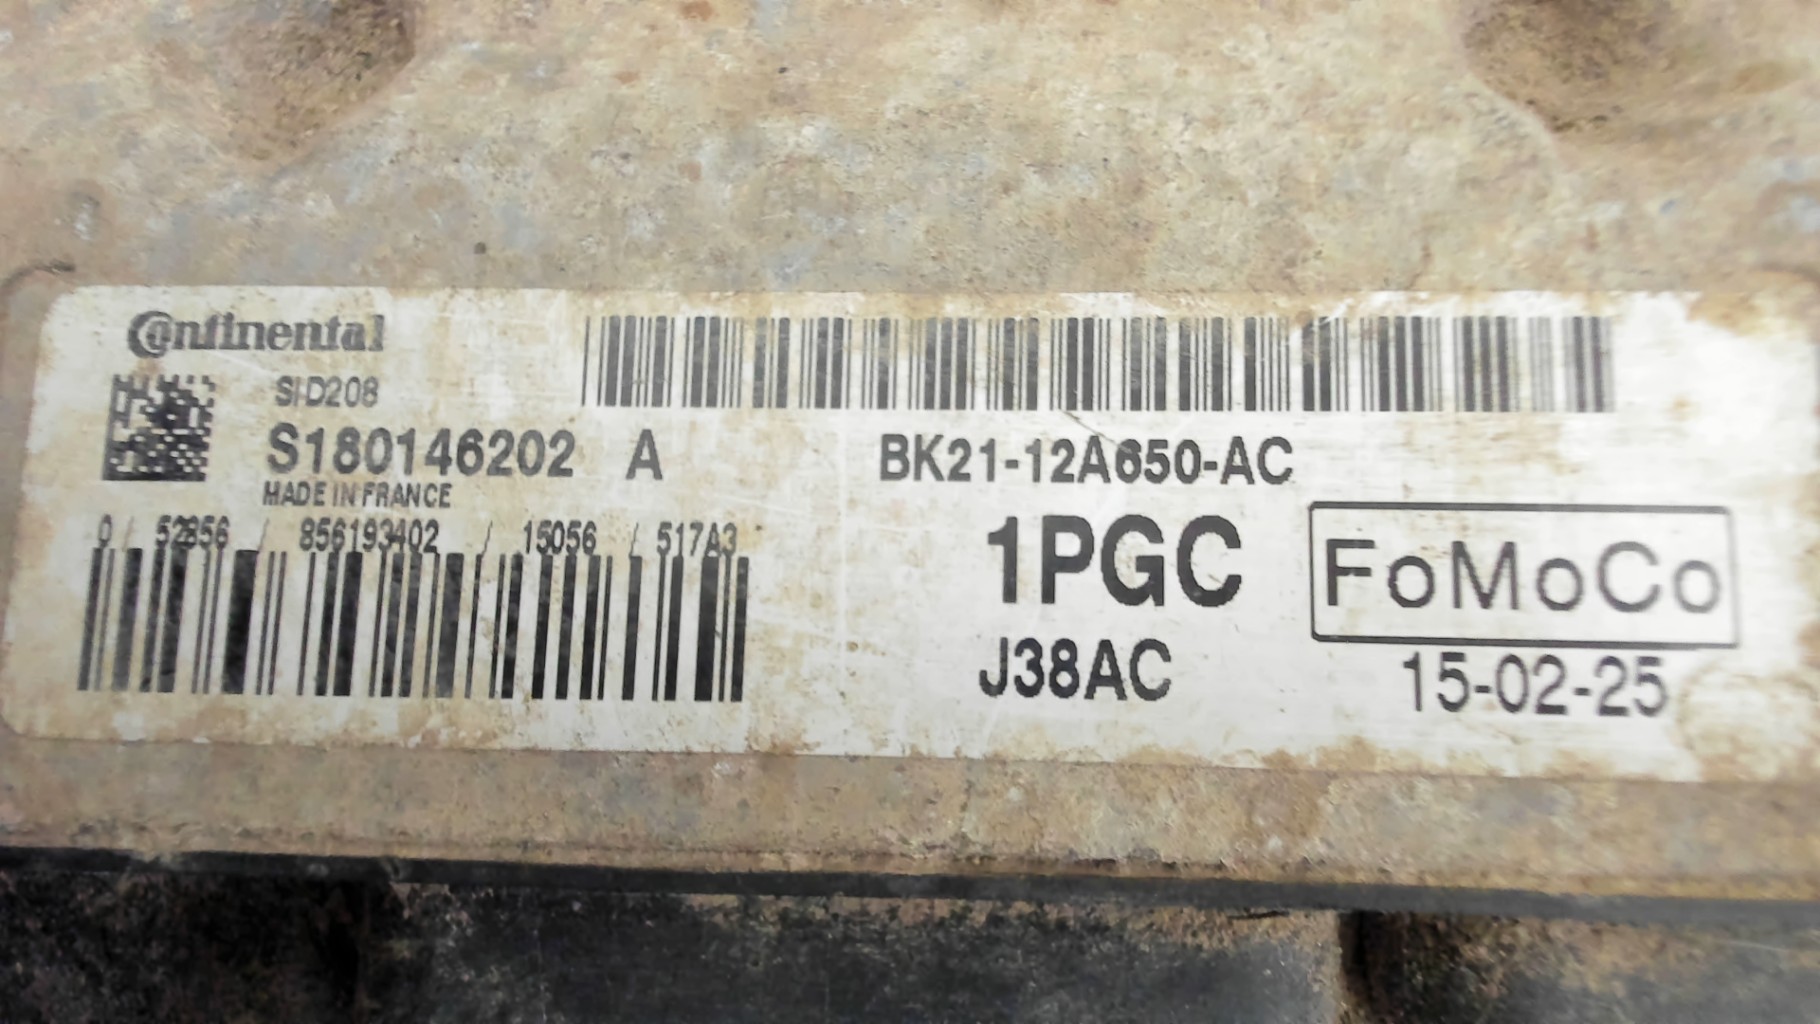 Continental
SID208
S180146202 A
MADE IN FRANCE
0 / 52856 / 856193402 / 15056 / 517A3
BK21-12A650-AC
1PGC
FoMoCo
J38AC
15-02-25